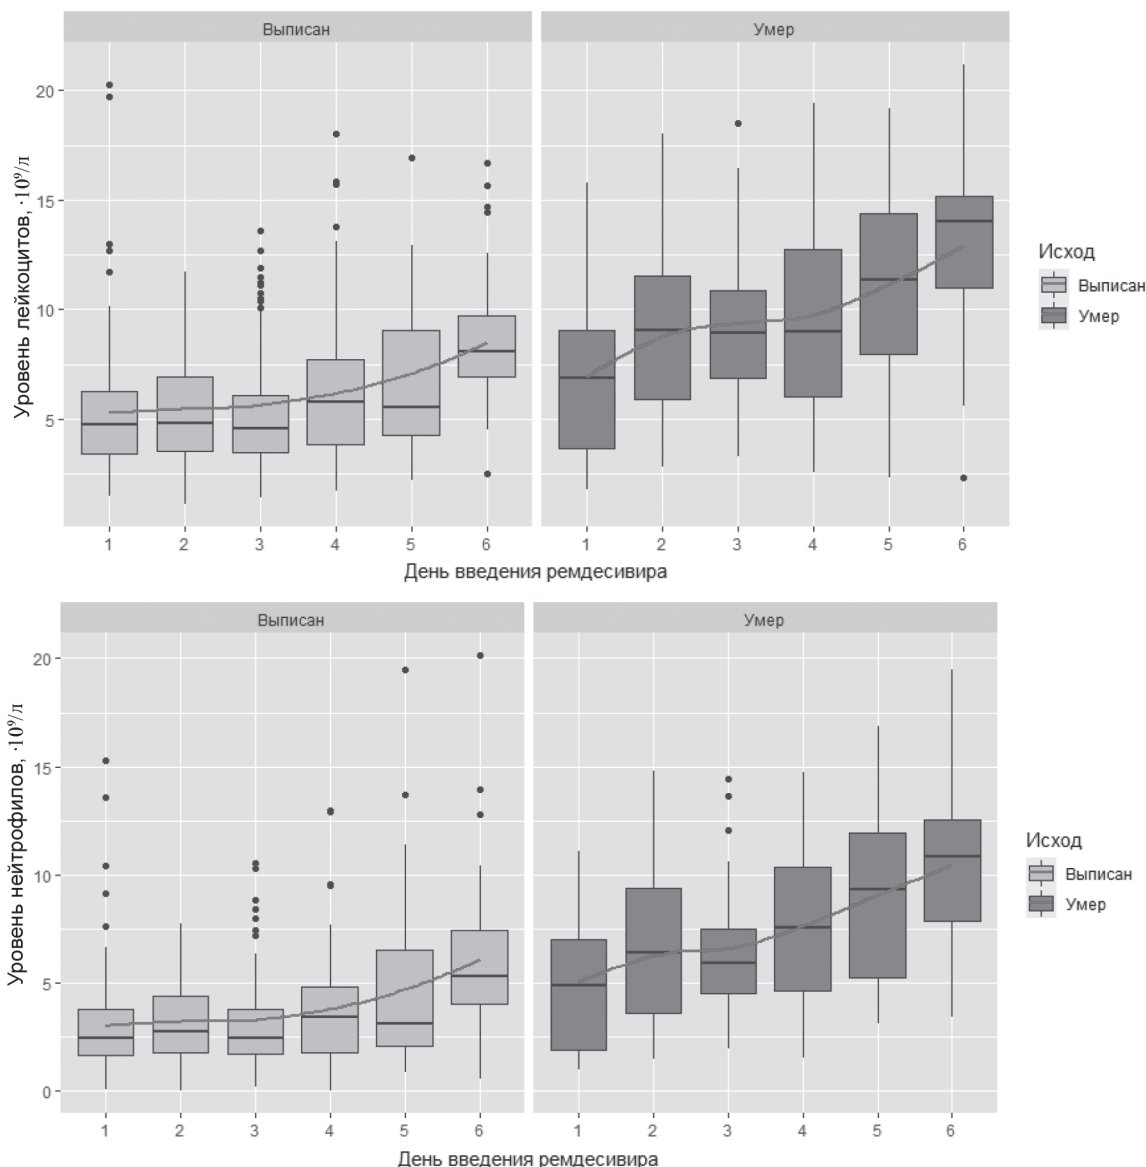 Выписан
Умер
20
15
10
5
Уровень лейкоцитов, ·10⁹/л
1 2 3 4 5 6
1 2 3 4 5 6
День введения ремдесивира
Исход
Выписан
Умер
Выписан
Умер
20
15
10
5
0
Уровень нейтрофилов, ·10⁹/л
1 2 3 4 5 6
1 2 3 4 5 6
День введения ремдесивира
Исход
Выписан
Умер